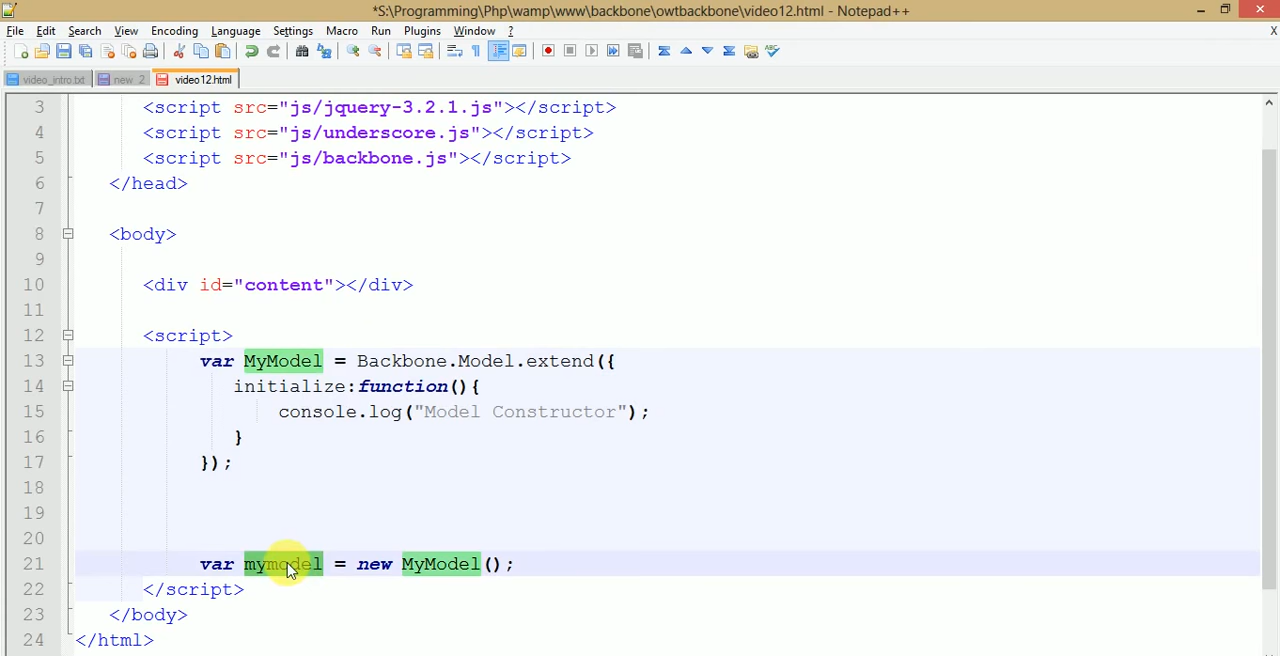 *S:\Programming\Php\wamp\www\backbone\owtbackbone\video12.html - Notepad++
File Edit Search View Encoding Language Settings Macro Run Plugins Window ? X
video_intro.txt new 2 video12.html
3 <script src="js/jquery-3.2.1.js"></script>
4 <script src="js/underscore.js"></script>
5 <script src="js/backbone.js"></script>
6 </head>
7
8 <body>
9
10 <div id="content"></div>
11
12 <script>
13 var MyModel = Backbone.Model.extend({
14 initialize:function(){
15 console.log("Model Constructor");
16 }
17 });
18
19
20
21 var mymodel = new MyModel();
22 </script>
23 </body>
24 </html>